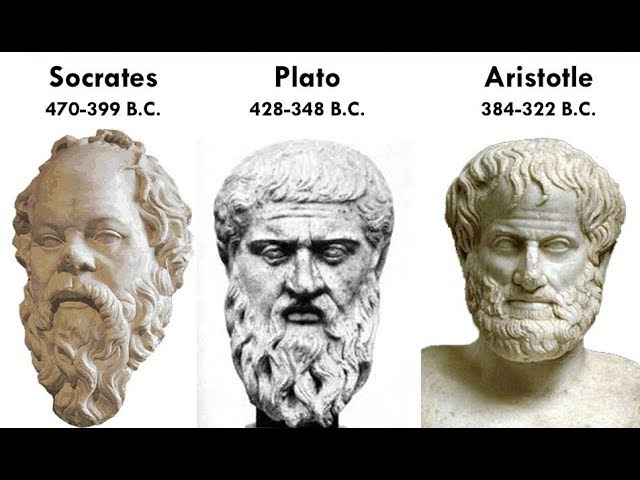 Socrates
470-399 B.C.
Plato
428-348 B.C.
Aristotle
384-322 B.C.